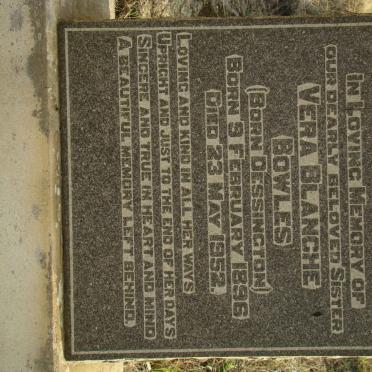 IN LOVING MEMORY OF
OUR DEARLY BELOVED SISTER
VERA BLANCHE
BOWLES
(BORN DESSINGTON)
BORN 9 FEBRUARY 1896
DIED 23 MAY 1952.
LOVING AND KIND IN ALL HER WAYS
UPRIGHT AND JUST TO THE END OF HER DAYS
SINCERE AND TRUE IN HEART AND MIND
A BEAUTIFUL MEMORY LEFT BEHIND.